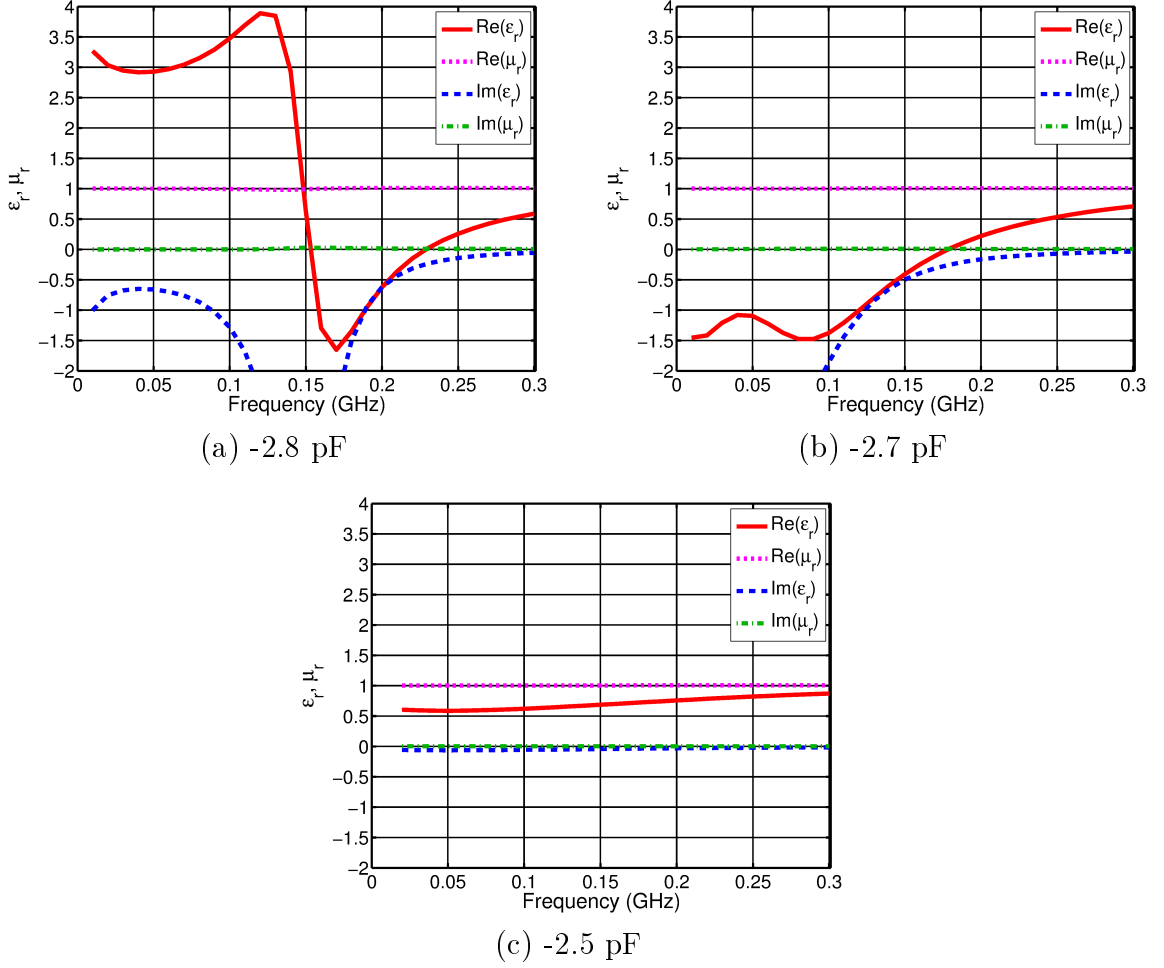 4
3.5
3
2.5
2
1.5
1
0.5
0
−0.5
−1
−1.5
−2
εr, μr
Re(εr)
Re(μr)
Im(εr)
Im(μr)
0 0.05 0.1 0.15 0.2 0.25 0.3
Frequency (GHz)
(a) -2.8 pF
4
3.5
3
2.5
2
1.5
1
0.5
0
−0.5
−1
−1.5
−2
εr, μr
Re(εr)
Re(μr)
Im(εr)
Im(μr)
0 0.05 0.1 0.15 0.2 0.25 0.3
Frequency (GHz)
(b) -2.7 pF
4
3.5
3
2.5
2
1.5
1
0.5
0
−0.5
−1
−1.5
−2
εr, μr
Re(εr)
Re(μr)
Im(εr)
Im(μr)
0 0.05 0.1 0.15 0.2 0.25 0.3
Frequency (GHz)
(c) -2.5 pF